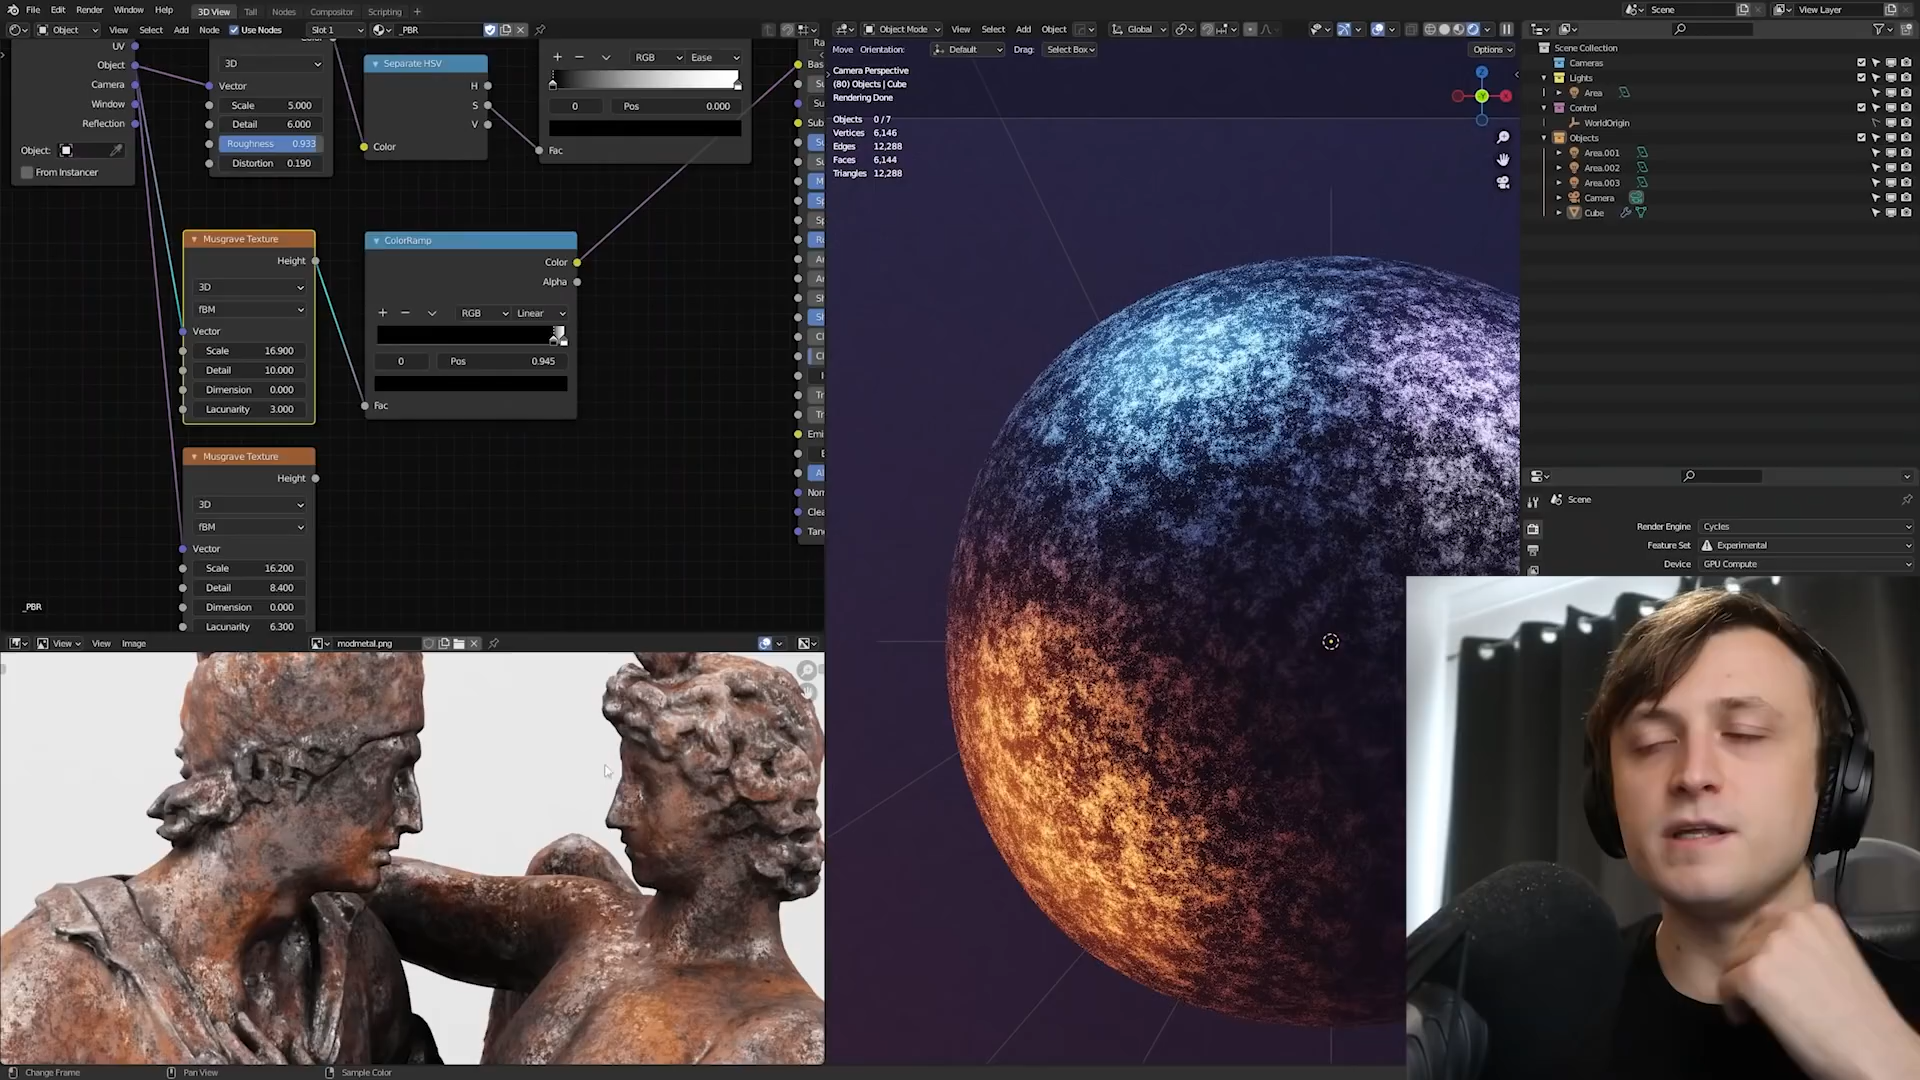 File Edit Render Window Help 3D View Tall Nodes Compositor Scripting + Scene View Layer
Object View Select Add Node Use Nodes Slot 1 _PBR
Object Mode View Select Add Object Global
Move Orientation: Default Drag: Select Box Options
UV
Object
Camera
Window
Reflection
Object:
From Instancer
3D
Vector
Scale 5.000
Detail 6.000
Roughness 0.933
Distortion 0.190
Separate HSV
H
S
V
Color
RGB Ease
0 Pos 0.000
Fac
Musgrave Texture
Height
3D
fBM
Vector
Scale 16.900
Detail 10.000
Dimension 0.000
Lacunarity 3.000
ColorRamp
Color
Alpha
RGB Linear
0 Pos 0.945
Fac
Musgrave Texture
Height
3D
fBM
Vector
Scale 16.200
Detail 8.400
Dimension 0.000
Lacunarity 6.300
_PBR
Camera Perspective
(80) Objects | Cube
Rendering Done
Objects 0 / 7
Vertices 6,146
Edges 12,288
Faces 6,144
Triangles 12,288
Scene Collection
Cameras
Lights
Area
Control
WorldOrigin
Objects
Area.001
Area.002
Area.003
Camera
Cube
Scene
Render Engine Cycles
Feature Set Experimental
Device GPU Compute
View View Image modmetal.png
Change Frame Pan View Sample Color